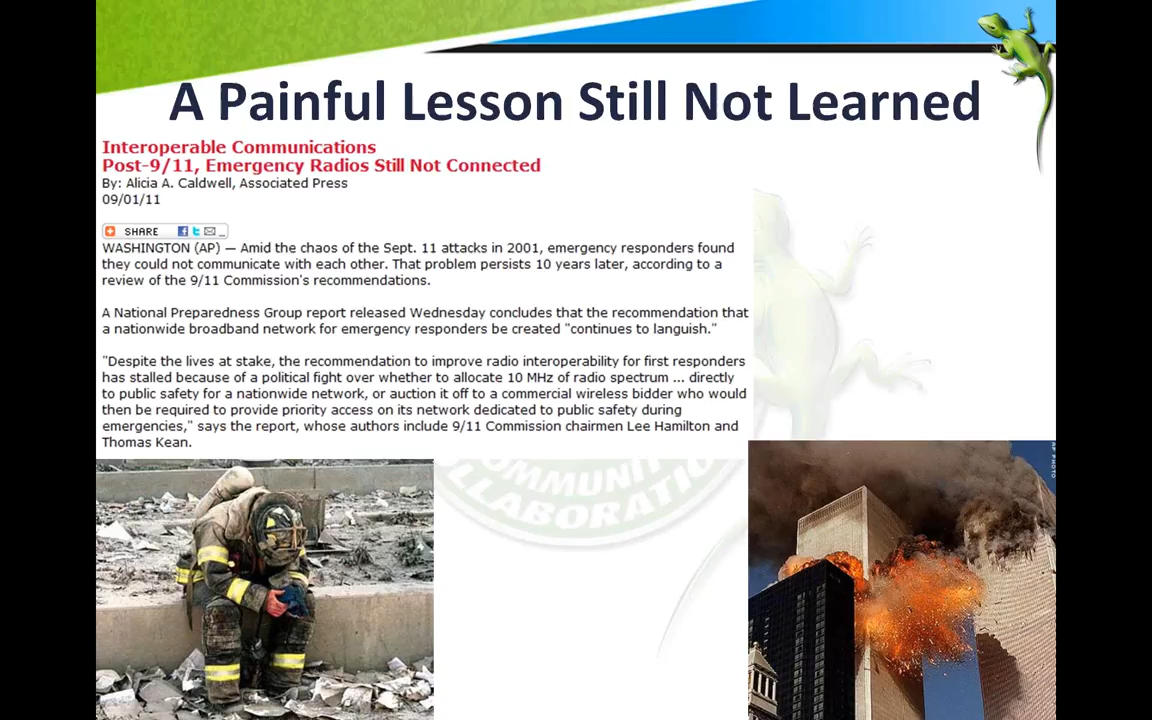 A Painful Lesson Still Not Learned
Interoperable Communications
Post-9/11, Emergency Radios Still Not Connected
By: Alicia A. Caldwell, Associated Press
09/01/11
SHARE
WASHINGTON (AP) — Amid the chaos of the Sept. 11 attacks in 2001, emergency responders found
they could not communicate with each other. That problem persists 10 years later, according to a
review of the 9/11 Commission's recommendations.
A National Preparedness Group report released Wednesday concludes that the recommendation that
a nationwide broadband network for emergency responders be created "continues to languish."
"Despite the lives at stake, the recommendation to improve radio interoperability for first responders
has stalled because of a political fight over whether to allocate 10 MHz of radio spectrum ... directly
to public safety for a nationwide network, or auction it off to a commercial wireless bidder who would
then be required to provide priority access on its network dedicated to public safety during
emergencies," says the report, whose authors include 9/11 Commission chairmen Lee Hamilton and
Thomas Kean.
AP PHOTO